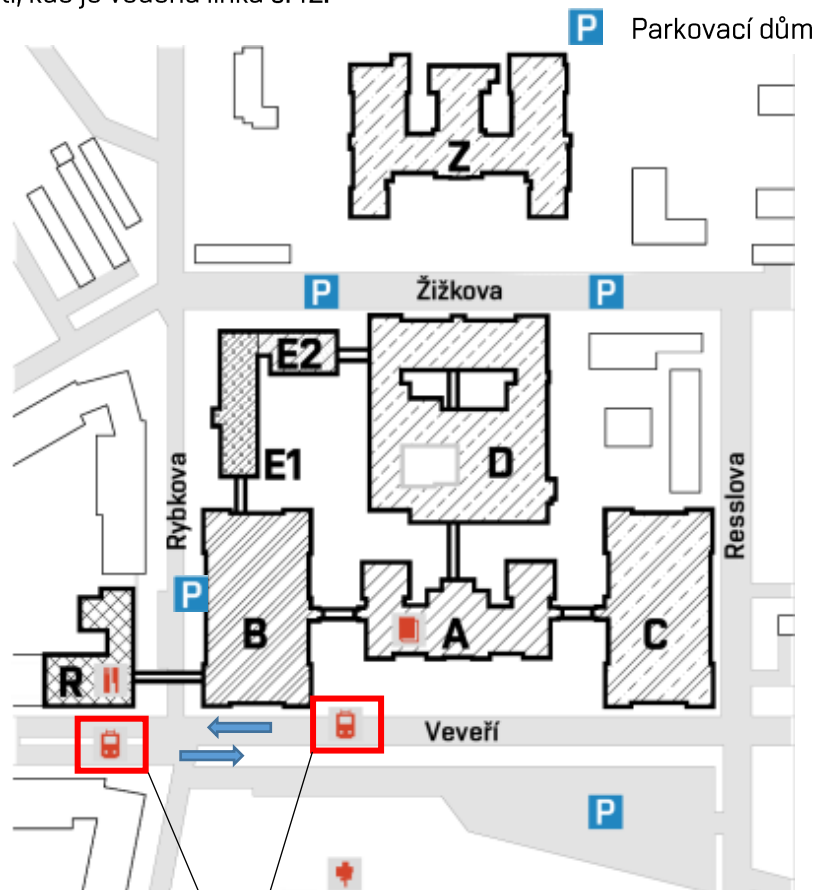 P Parkovací dům
Z
P Žižkova P
E2
E1 D
Rybkova
Resslova
P
B A C
R
Veveří
P